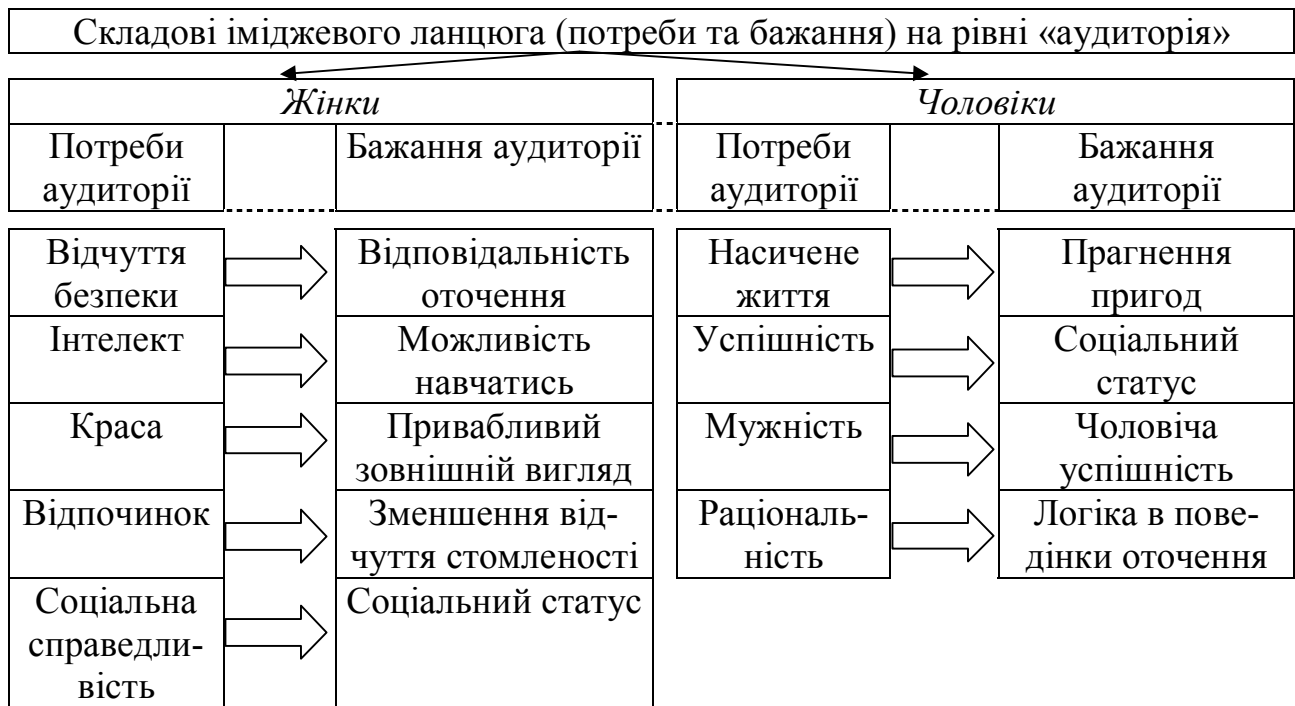 Складові іміджевого ланцюга (потреби та бажання) на рівні «аудиторія»
Жінки
Потреби
аудиторії
Бажання аудиторії
Відчуття
безпеки
Відповідальність
оточення
Інтелект
Можливість
навчатись
Краса
Привабливий
зовнішній вигляд
Відпочинок
Зменшення від-
чуття стомленості
Соціальна
справедли-
вість
Соціальний статус
Чоловіки
Потреби
аудиторії
Бажання
аудиторії
Насичене
життя
Прагнення
пригод
Успішність
Соціальний
статус
Мужність
Чоловіча
успішність
Раціональ-
ність
Логіка в пове-
дінки оточення